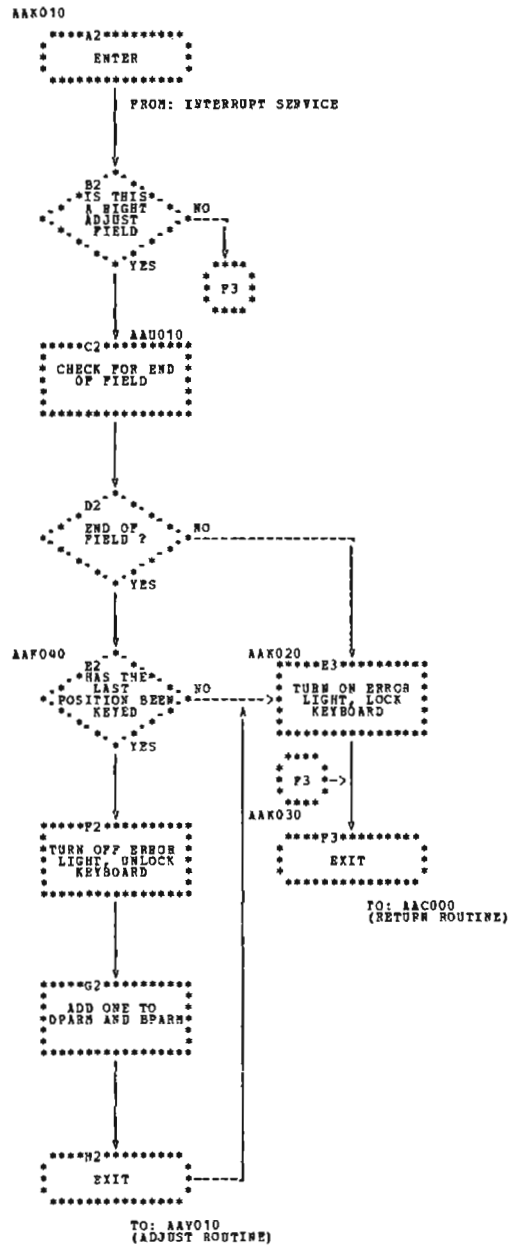 AAK010
A2
ENTER
FROM: INTERRUPT SERVICE
B2
IS THIS
A RIGHT
ADJUST
FIELD
NO
YES
F3
AAU010
C2
CHECK FOR END
OF FIELD
D2
END OF
FIELD ?
NO
YES
AAK040
E2
HAS THE
LAST
POSITION BEEN
KEYED
NO
YES
AAK020
E3
TURN ON ERROR
LIGHT, LOCK
KEYBOARD
F3
AAK030
F3
EXIT
TO: AAC000
(RETURN ROUTINE)
F2
TURN OFF ERROR
LIGHT, UNLOCK
KEYBOARD
G2
ADD ONE TO
DPARM AND BPARM
H2
EXIT
TO: AAV010
(ADJUST ROUTINE)